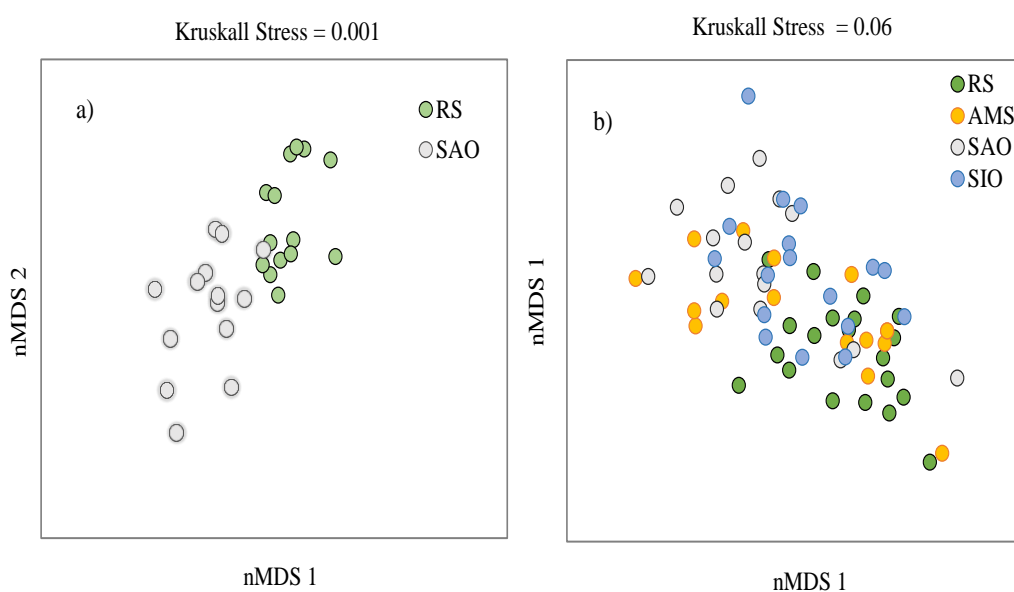 Kruskall Stress = 0.001
a)
RS
SAO
nMDS 2
nMDS 1
Kruskall Stress = 0.06
b)
RS
AMS
SAO
SIO
nMDS 1
nMDS 1